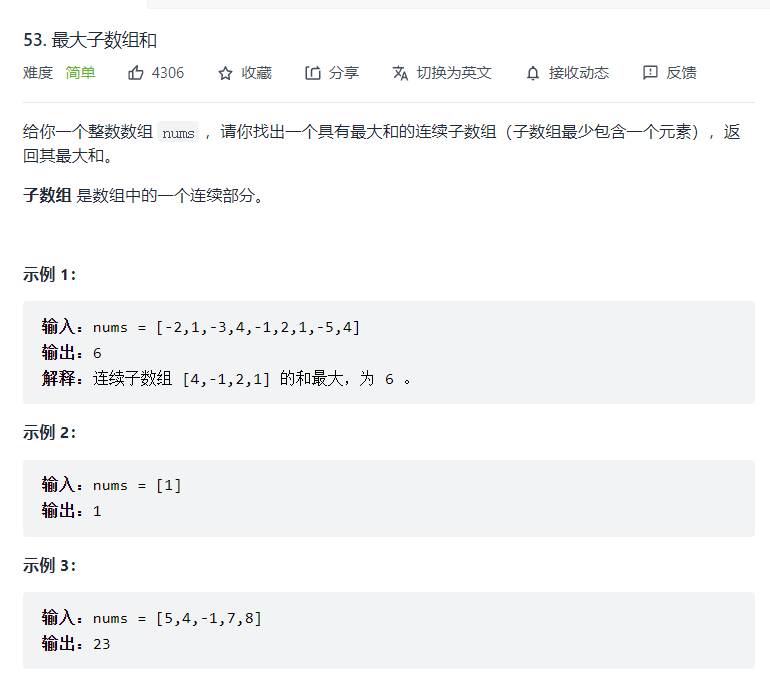 53. 最大子数组和
难度 简单 4306 收藏 分享 切换为英文 接收动态 反馈
给你一个整数数组 nums ，请你找出一个具有最大和的连续子数组（子数组最少包含一个元素），返
回其最大和。
子数组 是数组中的一个连续部分。
示例 1：
输入：nums = [-2,1,-3,4,-1,2,1,-5,4]
输出：6
解释：连续子数组 [4,-1,2,1] 的和最大，为 6 。
示例 2：
输入：nums = [1]
输出：1
示例 3：
输入：nums = [5,4,-1,7,8]
输出：23